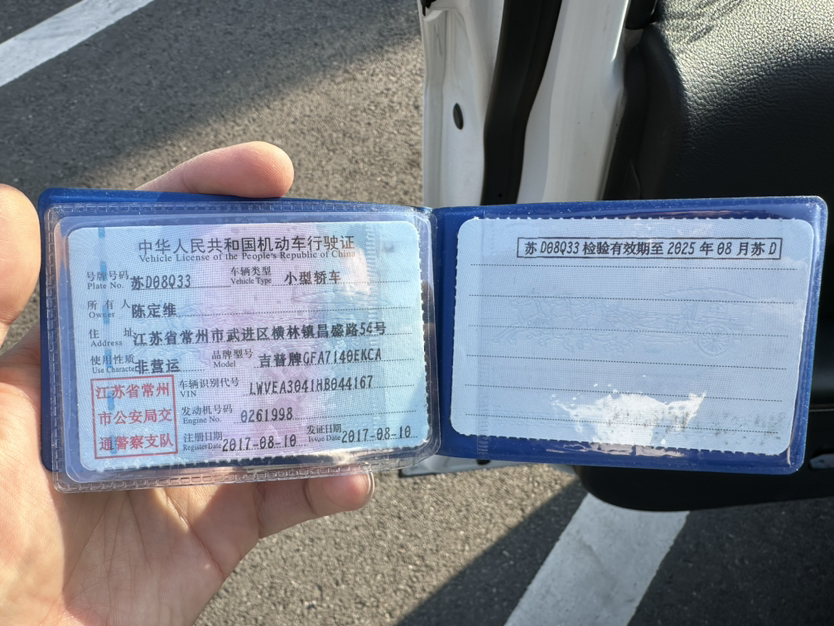 中华人民共和国机动车行驶证
Vehicle License of the People's Republic of China
号牌号码 苏D08Q33 车辆类型 小型轿车
Plate No. Vehicle Type
所有人 陈定维
Owner
住址 江苏省常州市武进区横林镇昌盛路54号
使用性质 非营运 品牌型号 吉普牌GFA7140EKCA
Use Character Model
江苏省常州
市公安局交
通警察支队
车辆识别代号 LWVEA3041HB044167
VIN
发动机号码 0261998
Engine No.
注册日期 2017-08-10 发证日期 2017-08-10
Register Date Issue Date
苏D08Q33 检验有效期至 2025 年 08 月苏D